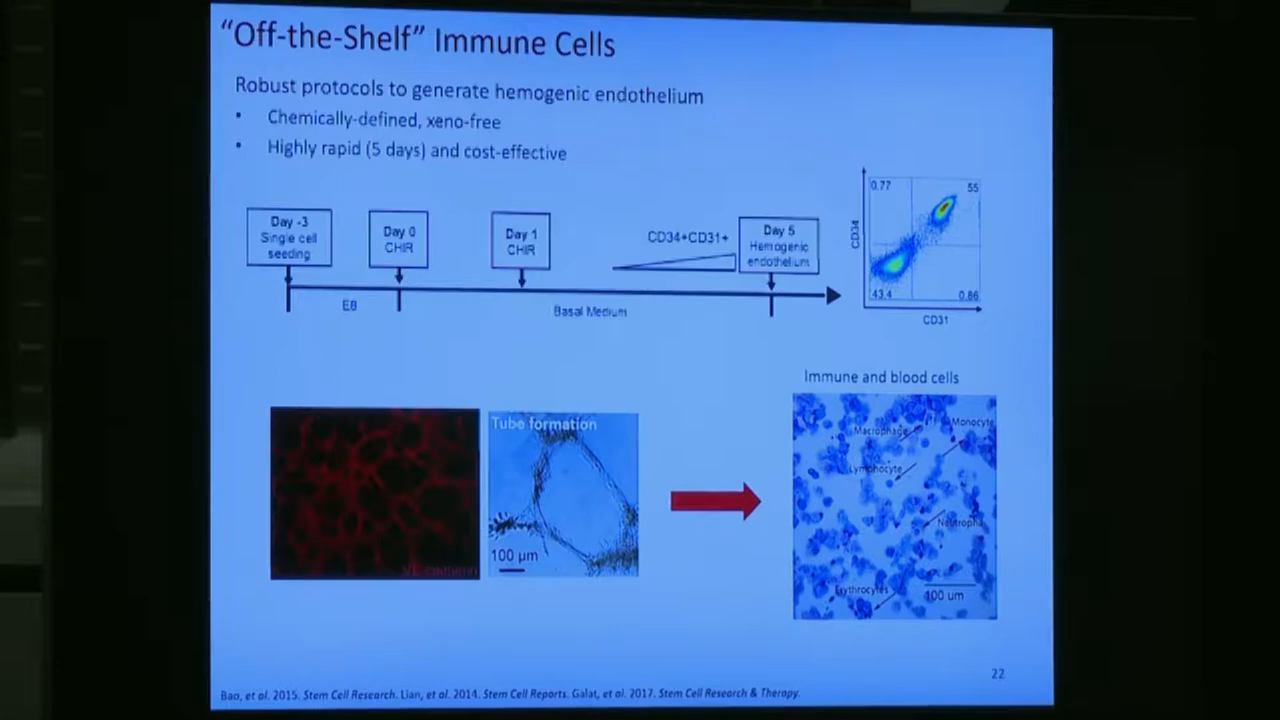 “Off-the-Shelf” Immune Cells
Robust protocols to generate hemogenic endothelium
• Chemically-defined, xeno-free
• Highly rapid (5 days) and cost-effective
Day -3
Single cell
seeding
Day 0
CHIR
Day 1
CHIR
CD34+CD31+
Day 5
Hemogenic
endothelium
E8
Basal Medium
0.77
55
CD34
43.4
0.86
CD31
Immune and blood cells
VE-cadherin
Tube formation
100 µm
Macrophage
Monocyte
Lymphocyte
Neutrophil
Erythrocytes
100 um
22
Bao, et al. 2015. Stem Cell Research. Lian, et al. 2014. Stem Cell Reports. Galat, et al. 2017. Stem Cell Research & Therapy.